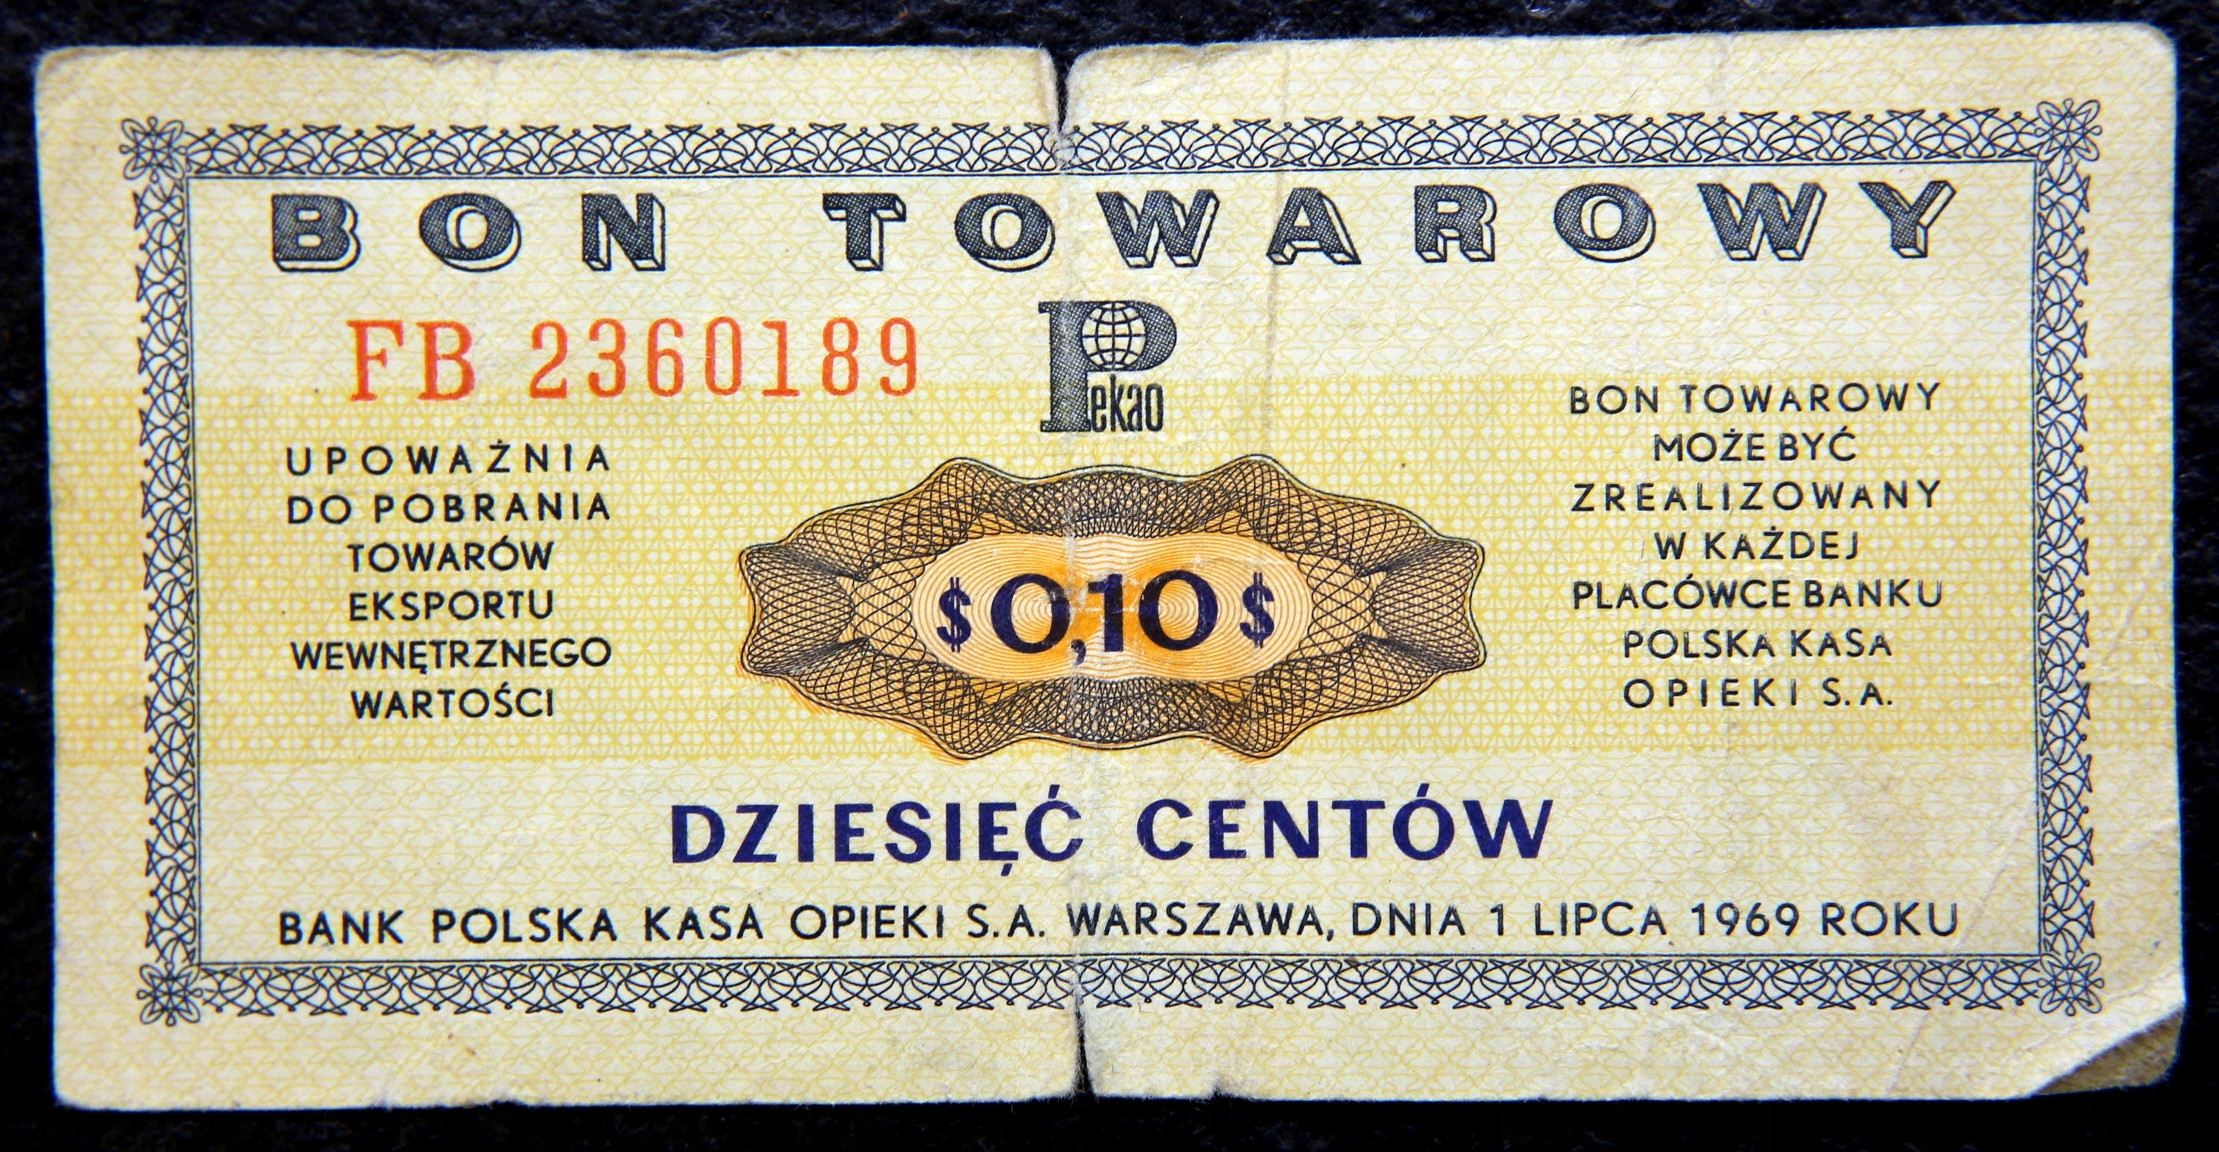 BON TOWAROWY
FB 2360189
Pekao
UPOWAŻNIA
DO POBRANIA
TOWARÓW
EKSPORTU
WEWNĘTRZNEGO
WARTOŚCI
$0,10$
BON TOWAROWY
MOŻE BYĆ
ZREALIZOWANY
W KAŻDEJ
PLACÓWCE BANKU
POLSKA KASA
OPIEKI S.A.
DZIESIĘĆ CENTÓW
BANK POLSKA KASA OPIEKI S.A. WARSZAWA, DNIA 1 LIPCA 1969 ROKU